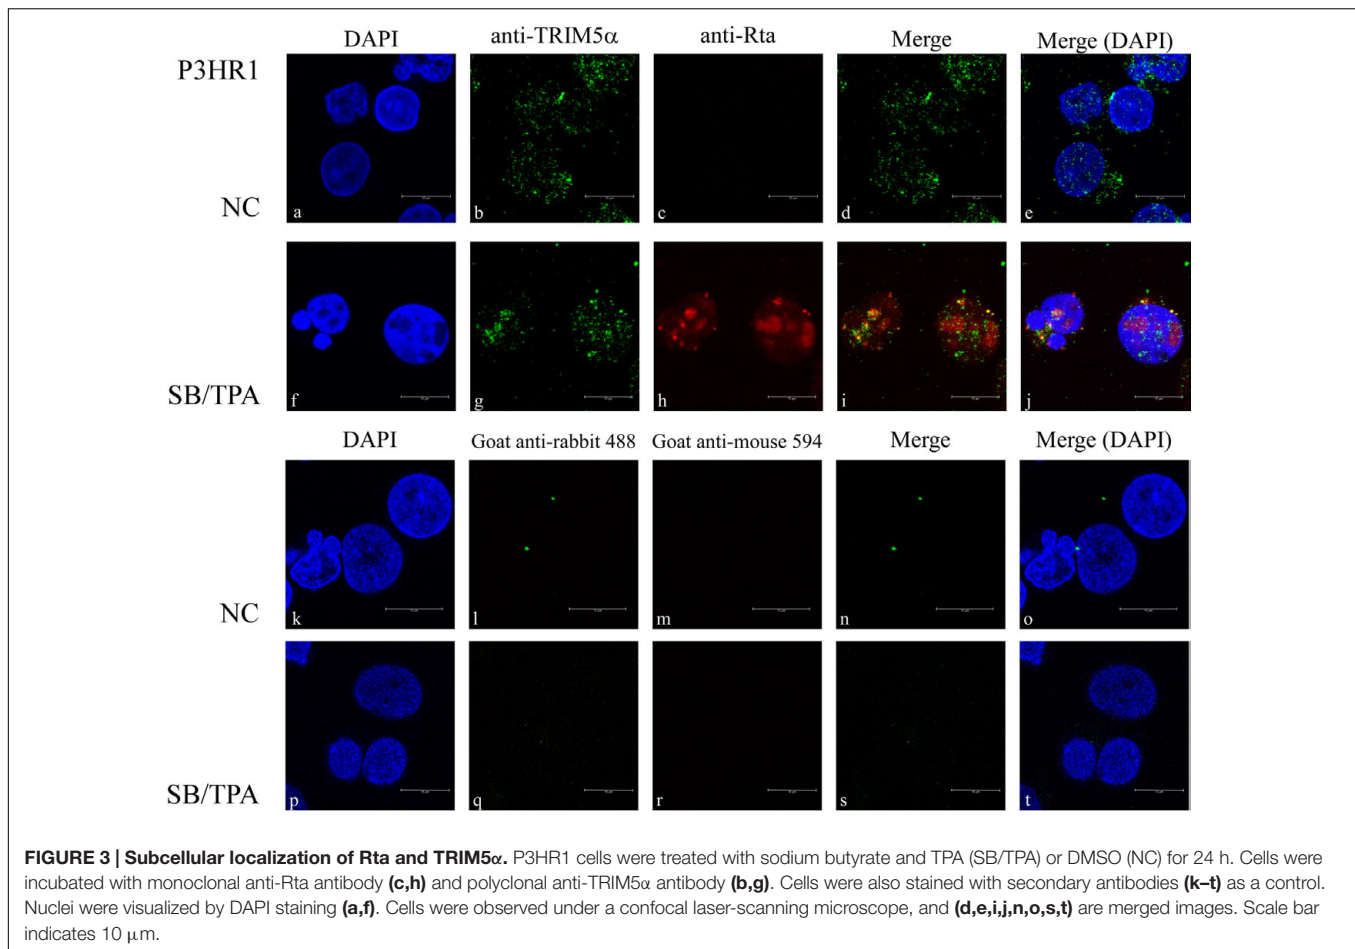 DAPI anti-TRIM5α anti-Rta Merge Merge (DAPI)
P3HR1
NC
a b c d e
SB/TPA
f g h i j
DAPI Goat anti-rabbit 488 Goat anti-mouse 594 Merge Merge (DAPI)
NC
k l m n o
SB/TPA
p q r s t
FIGURE 3 | Subcellular localization of Rta and TRIM5α. P3HR1 cells were treated with sodium butyrate and TPA (SB/TPA) or DMSO (NC) for 24 h. Cells were
incubated with monoclonal anti-Rta antibody (c,h) and polyclonal anti-TRIM5α antibody (b,g). Cells were also stained with secondary antibodies (k–t) as a control.
Nuclei were visualized by DAPI staining (a,f). Cells were observed under a confocal laser-scanning microscope, and (d,e,i,j,n,o,s,t) are merged images. Scale bar
indicates 10 μm.